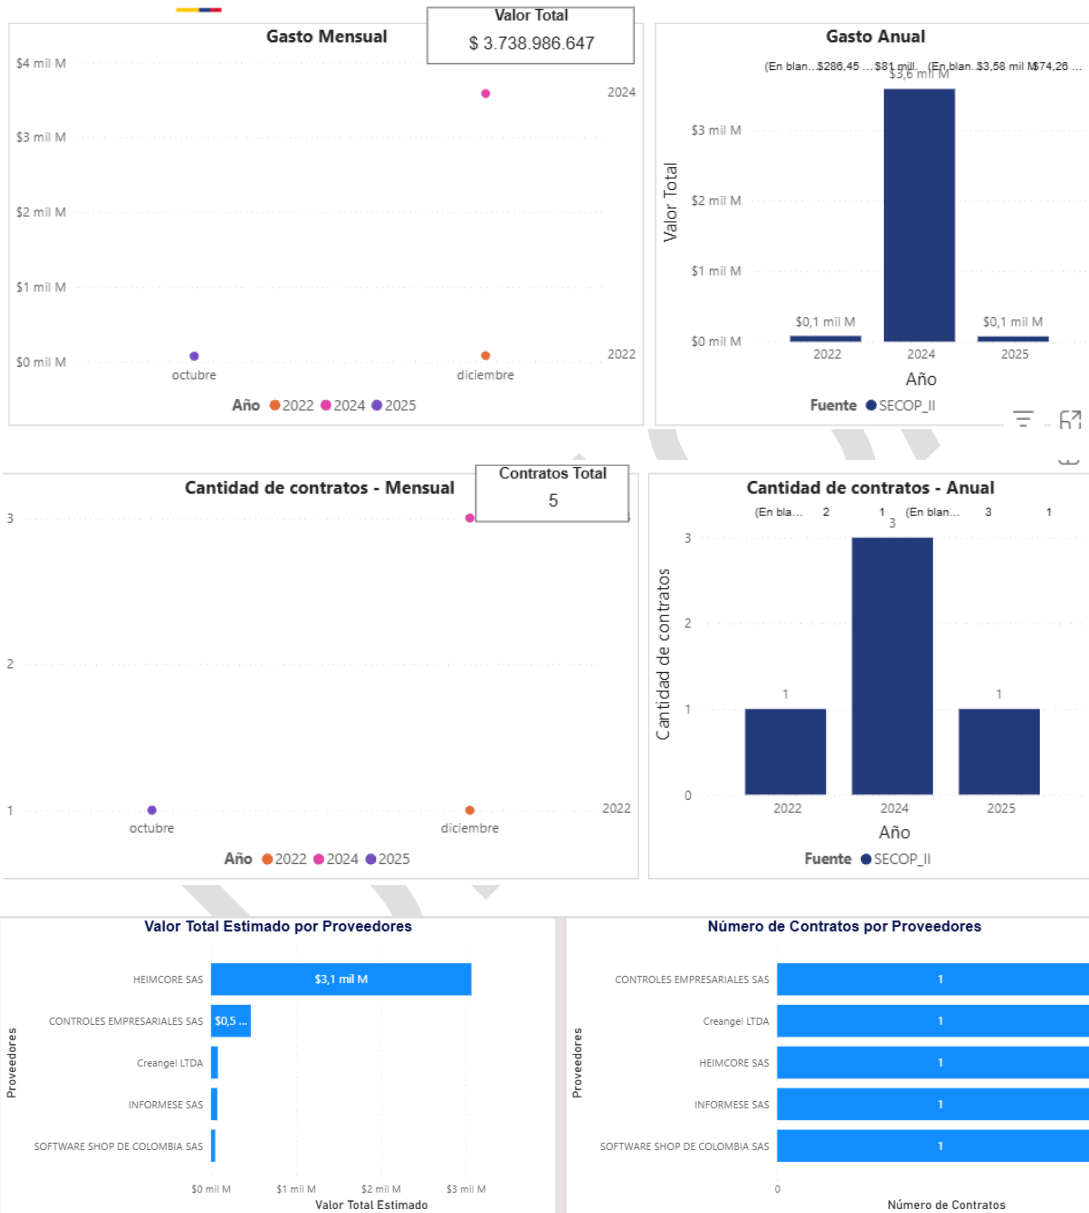 Valor Total
$ 3.738.986.647
Gasto Mensual
$4 mil M
$3 mil M
$2 mil M
$1 mil M
$0 mil M
2024
2022
octubre
diciembre
Año 2022 2024 2025
Gasto Anual
(En blan... $286,45 ... $81 mill. (En blan.. $3,58 mil M $74,26 ...
$3,6 mil M
$3 mil M
$2 mil M
$1 mil M
$0 mil M
Valor Total
$0,1 mil M
$0,1 mil M
2022 2024 2025
Año
Fuente SECOP_II
Cantidad de contratos - Mensual
Contratos Total
5
3
2
1
2022
octubre
diciembre
Año 2022 2024 2025
Cantidad de contratos - Anual
(En bla... 2 1 (En blan... 3 1
3
3
2
1
0
Cantidad de contratos
1
1
2022 2024 2025
Año
Fuente SECOP_II
Valor Total Estimado por Proveedores
Proveedores
HEIMCORE SAS $3,1 mil M
CONTROLES EMPRESARIALES SAS $0,5 ...
Creangel LTDA
INFORMESE SAS
SOFTWARE SHOP DE COLOMBIA SAS
$0 mil M $1 mil M $2 mil M $3 mil M
Valor Total Estimado
Número de Contratos por Proveedores
Proveedores
CONTROLES EMPRESARIALES SAS 1
Creangel LTDA 1
HEIMCORE SAS 1
INFORMESE SAS 1
SOFTWARE SHOP DE COLOMBIA SAS 1
0
Número de Contratos